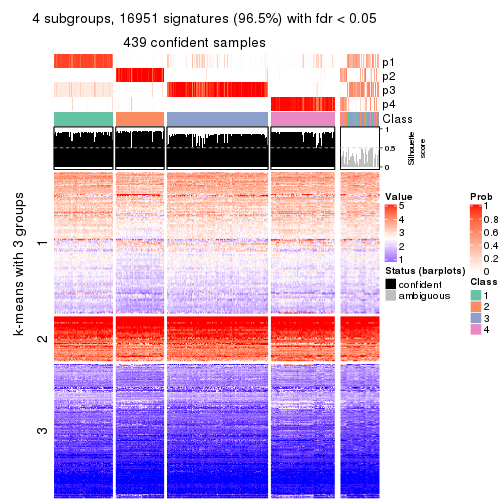 4 subgroups, 16951 signatures (96.5%) with fdr < 0.05
439 confident samples
p1
p2
p3
p4
Class
1
0.5
0
Silhouette
score
k-means with 3 groups
1
2
3
Value
5
4
3
2
1
Status (barplots)
confident
ambiguous
Prob
1
0.8
0.6
0.4
0.2
0
Class
1
2
3
4